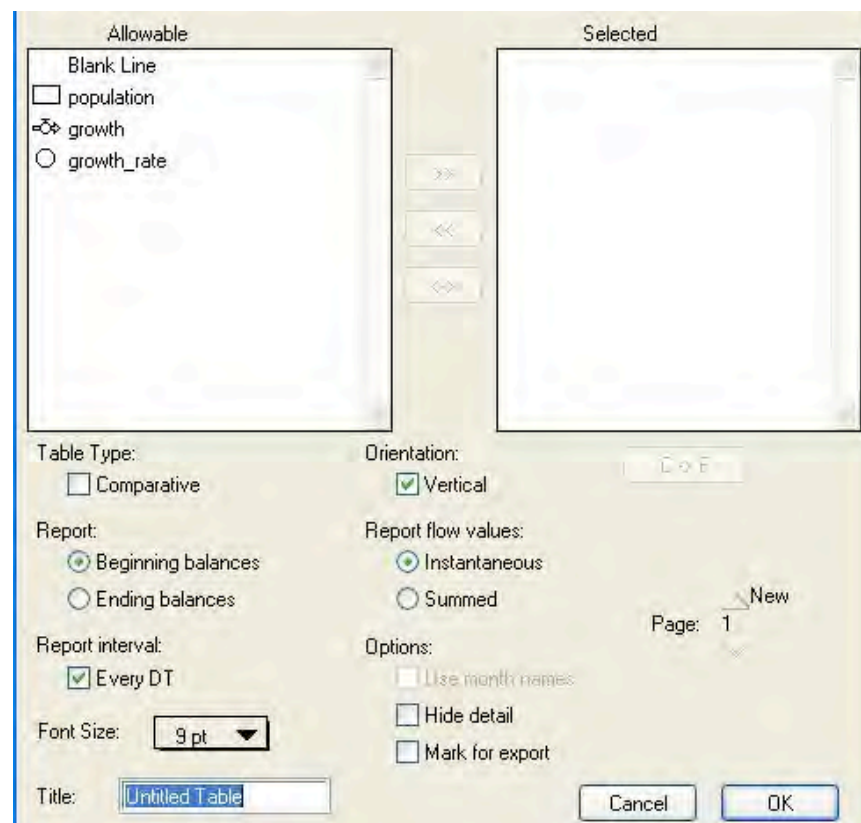 Allowable Selected
Blank Line
population
growth
growth_rate
>>
<<
<->
Table Type: Orientation:
Comparative Vertical
Report: Report flow values:
Beginning balances Instantaneous
Ending balances Summed
New
Page: 1
Report interval: Options:
Every DT Use month names
Hide detail
Font Size: 9 pt
Mark for export
Title: Untitled Table Cancel OK